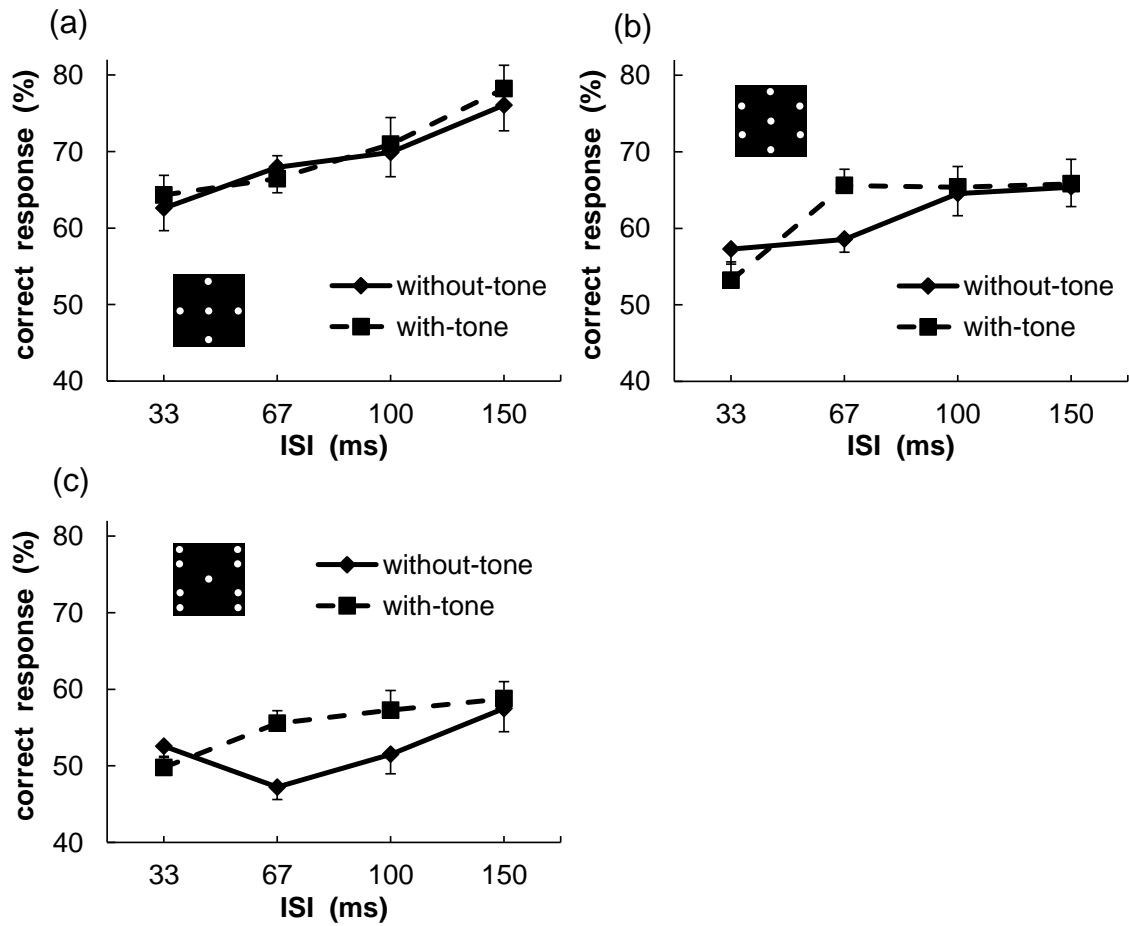 (a)
correct response (%)
80
70
60
50
40
without-tone
with-tone
33 67 100 150
ISI (ms)
(b)
correct response (%)
80
70
60
50
40
without-tone
with-tone
33 67 100 150
ISI (ms)
(c)
correct response (%)
80
70
60
50
40
without-tone
with-tone
33 67 100 150
ISI (ms)